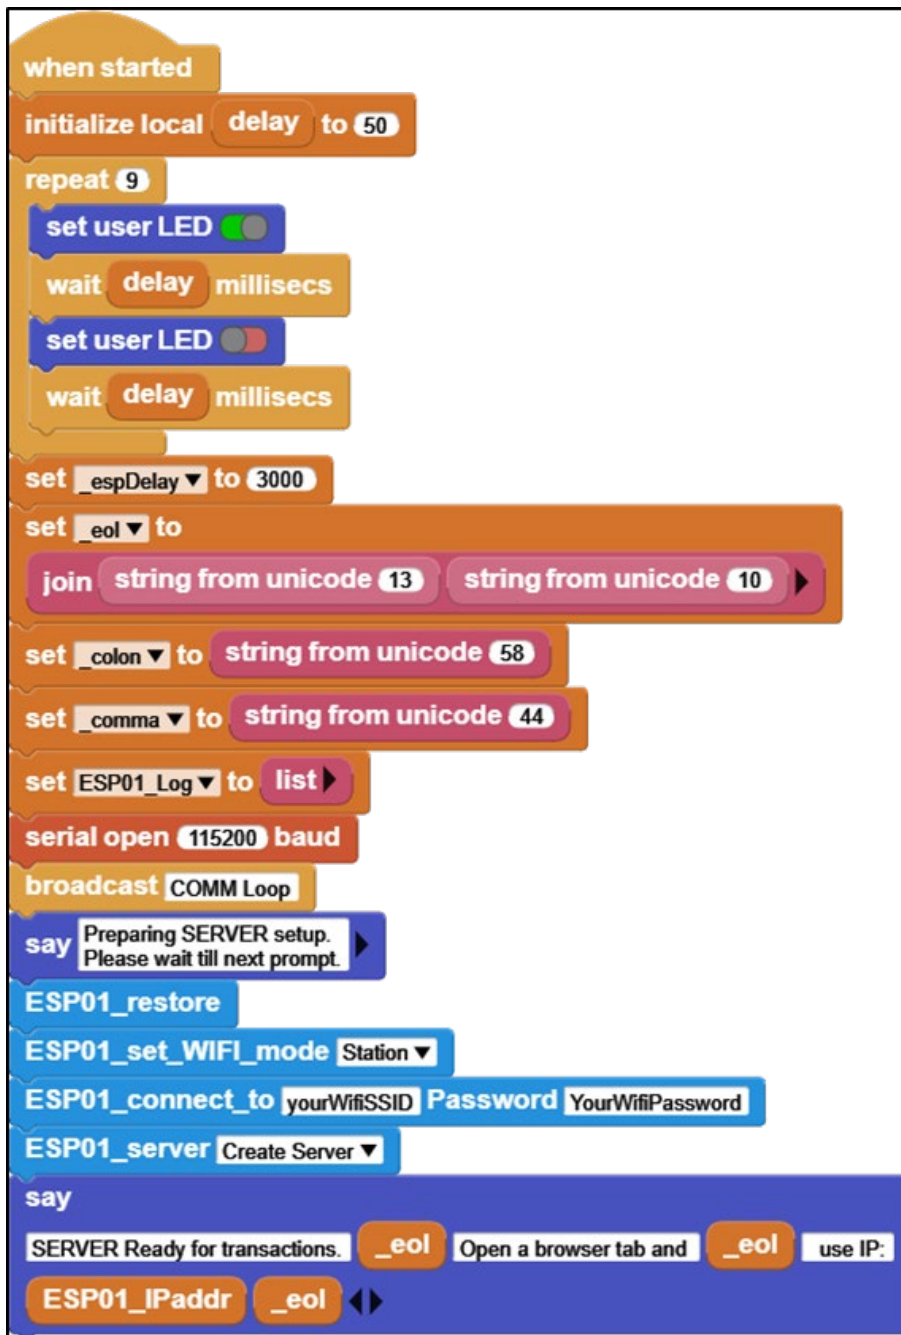 when started
initialize local delay to 50
repeat 9
set user LED
wait delay millisecs
set user LED
wait delay millisecs
set _espDelay to 3000
set _eol to
join string from unicode 13 string from unicode 10
set _colon to string from unicode 58
set _comma to string from unicode 44
set ESP01_Log to list
serial open 115200 baud
broadcast COMM Loop
say Preparing SERVER setup.
Please wait till next prompt.
ESP01_restore
ESP01_set_WIFI_mode Station
ESP01_connect_to yourWifiSSID Password YourWifiPassword
ESP01_server Create Server
say
SERVER Ready for transactions. _eol Open a browser tab and _eol use IP:
ESP01_IPaddr _eol